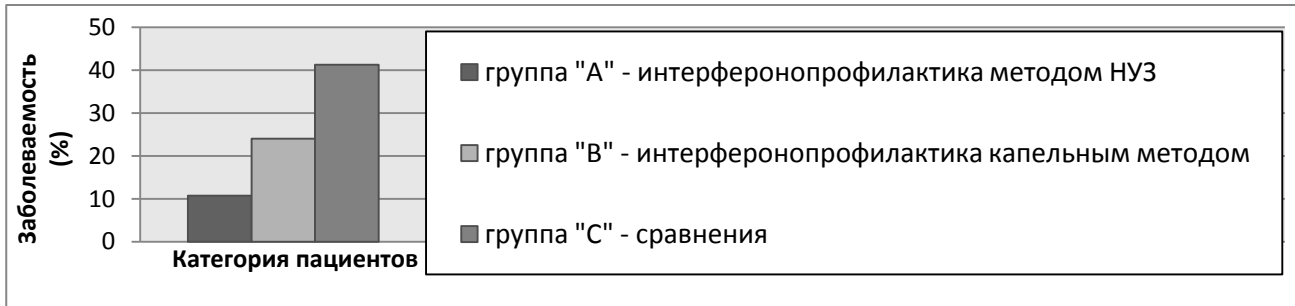 50
40
30
20
10
0
Заболеваемость
(%)
Категория пациентов
группа "А" - интерферонопрофилактика методом НУЗ
группа "В" - интерферонопрофилактика капельным методом
группа "С" - сравнения